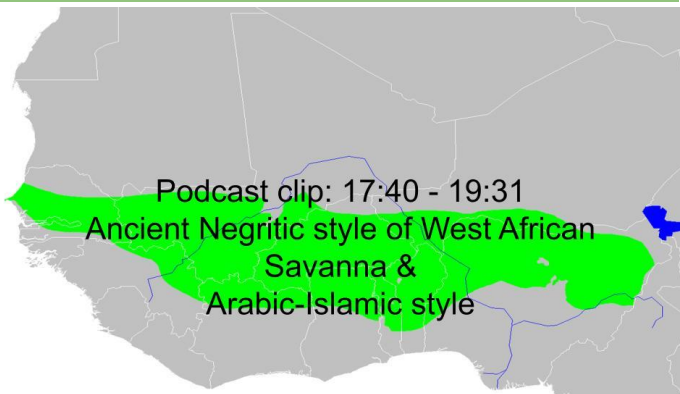 Podcast clip: 17:40 - 19:31
Ancient Negritic style of West African
Savanna &
Arabic-Islamic style